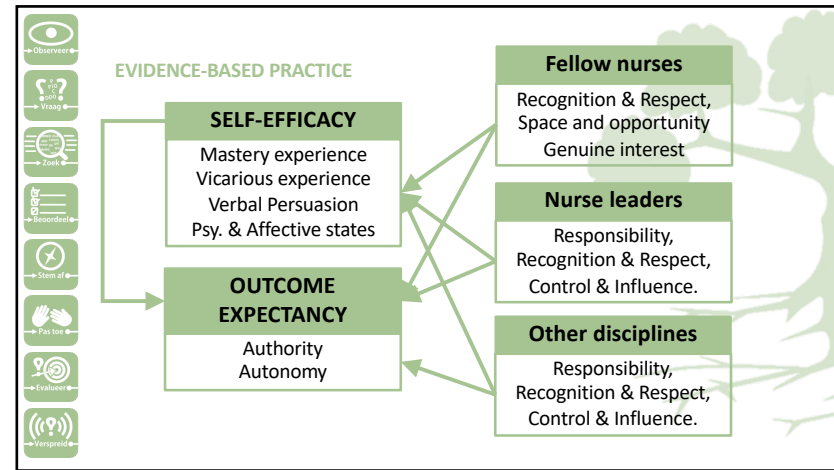 Observeer
Vraag
Zoek
Beoordeel
Stem af
Pas toe
Evalueer
Verspreid
EVIDENCE-BASED PRACTICE
SELF-EFFICACY
Mastery experience
Vicarious experience
Verbal Persuasion
Psy. & Affective states
OUTCOME
EXPECTANCY
Authority
Autonomy
Fellow nurses
Recognition & Respect,
Space and opportunity
Genuine interest
Nurse leaders
Responsibility,
Recognition & Respect,
Control & Influence.
Other disciplines
Responsibility,
Recognition & Respect,
Control & Influence.